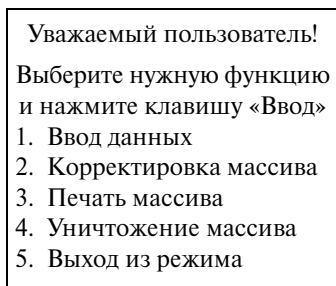 Уважаемый пользователь!
Выберите нужную функцию
и нажмите клавишу «Ввод»
1. Ввод данных
2. Корректировка массива
3. Печать массива
4. Уничтожение массива
5. Выход из режима